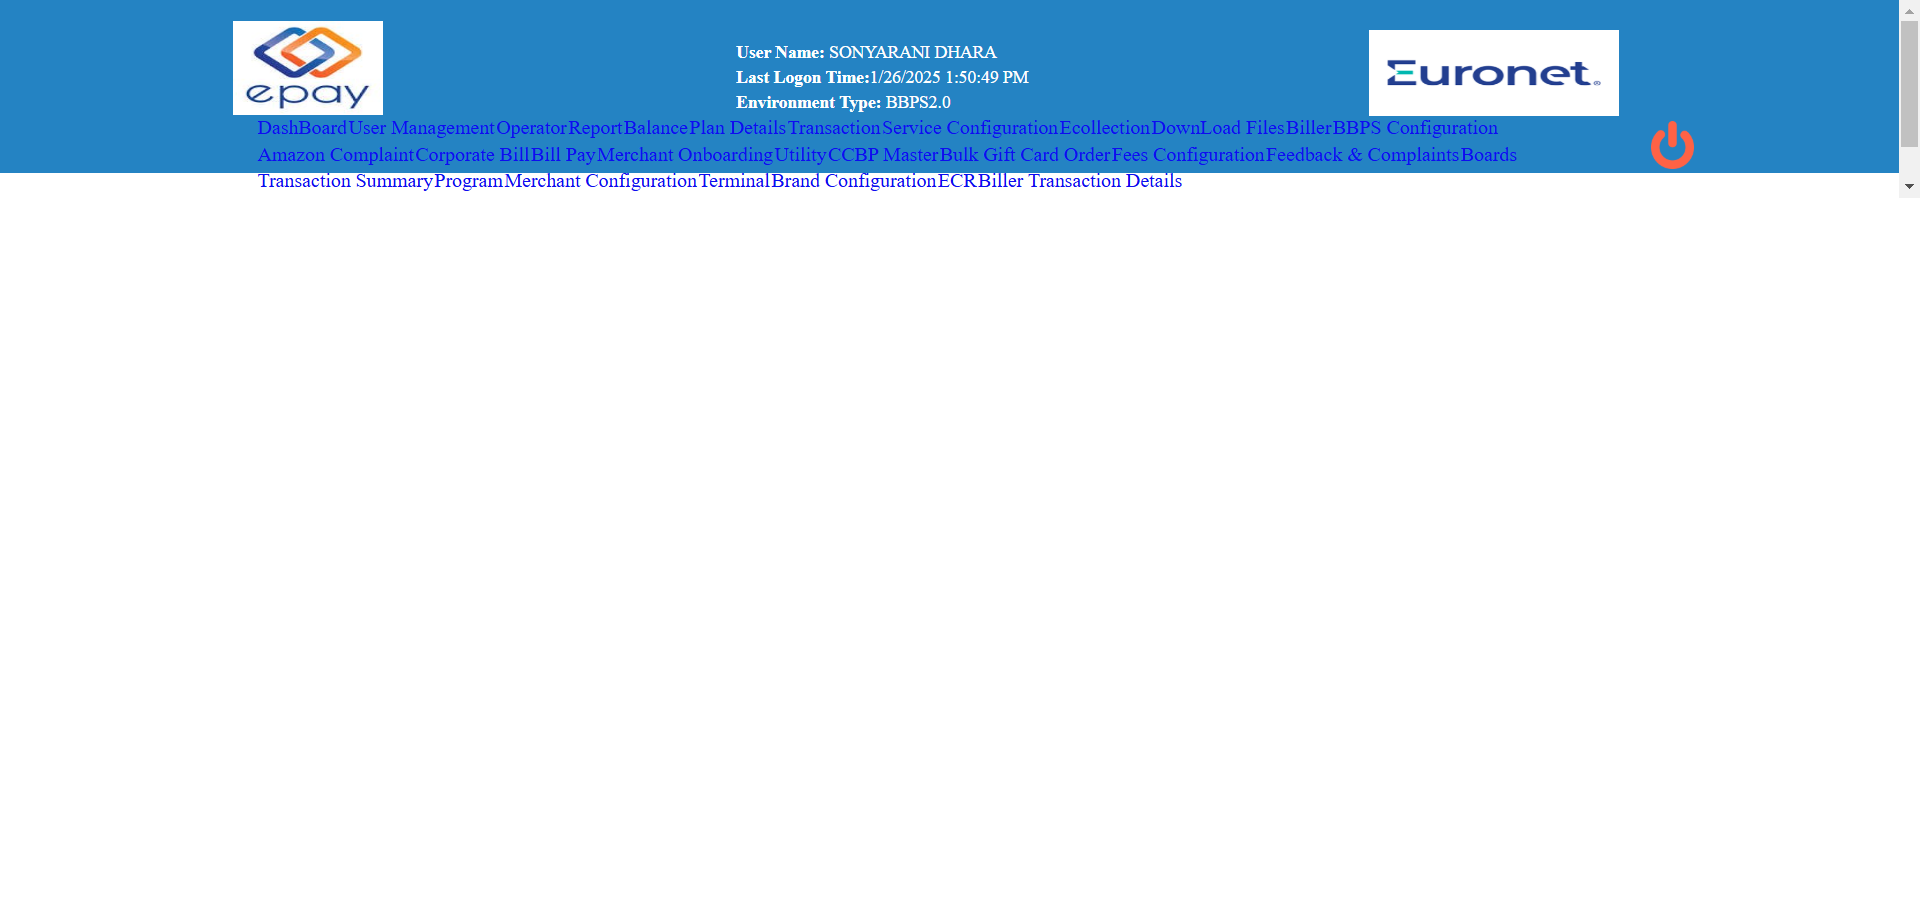 epay
User Name: SONYARANI DHARA
Last Logon Time:1/26/2025 1:50:49 PM
Environment Type: BBPS2.0
Euronet
DashBoard User Management Operator Report Balance Plan Details Transaction Service Configuration Ecollection DownLoad Files Biller BBPS Configuration
Amazon Complaint Corporate Bill Bill Pay Merchant Onboarding Utility CCBP Master Bulk Gift Card Order Fees Configuration Feedback & Complaints Boards
Transaction Summary Program Merchant Configuration Terminal Brand Configuration ECR Biller Transaction Details